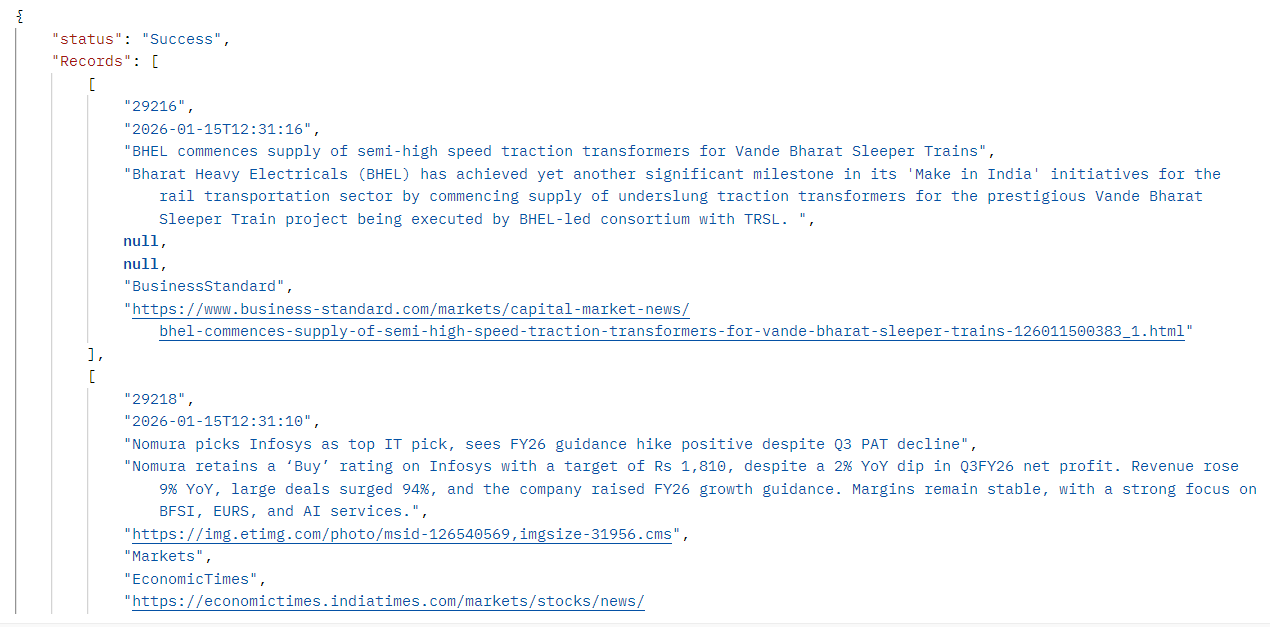 {
"status": "Success",
"Records": [
[
"29216",
"2026-01-15T12:31:16",
"BHEL commences supply of semi-high speed traction transformers for Vande Bharat Sleeper Trains",
"Bharat Heavy Electricals (BHEL) has achieved yet another significant milestone in its 'Make in India' initiatives for the
rail transportation sector by commencing supply of underslung traction transformers for the prestigious Vande Bharat
Sleeper Train project being executed by BHEL-led consortium with TRSL. ",
null,
null,
"BusinessStandard",
"https://www.business-standard.com/markets/capital-market-news/
bhel-commences-supply-of-semi-high-speed-traction-transformers-for-vande-bharat-sleeper-trains-126011500383_1.html"
],
[
"29218",
"2026-01-15T12:31:10",
"Nomura picks Infosys as top IT pick, sees FY26 guidance hike positive despite Q3 PAT decline",
"Nomura retains a ‘Buy’ rating on Infosys with a target of Rs 1,810, despite a 2% YoY dip in Q3FY26 net profit. Revenue rose
9% YoY, large deals surged 94%, and the company raised FY26 growth guidance. Margins remain stable, with a strong focus on
BFSI, EURS, and AI services.",
"https://img.etimg.com/photo/msid-126540569,imgsize-31956.cms",
"Markets",
"EconomicTimes",
"https://economictimes.indiatimes.com/markets/stocks/news/